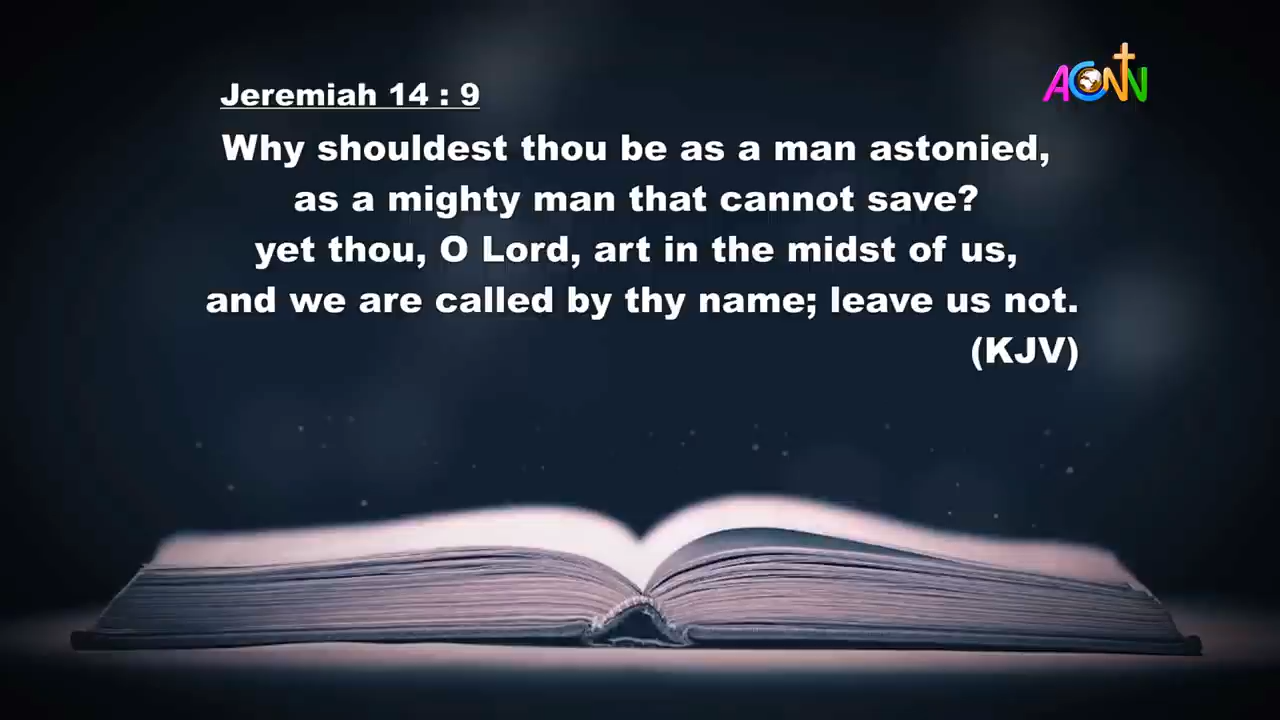 ACNN
Jeremiah 14 : 9
Why shouldest thou be as a man astonied,
as a mighty man that cannot save?
yet thou, O Lord, art in the midst of us,
and we are called by thy name; leave us not.
(KJV)